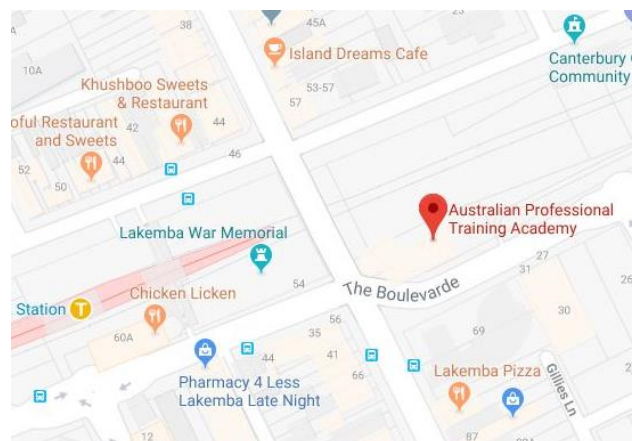 38
45A
23
Island Dreams Cafe
Canterbury
Community
10A
Khushboo Sweets
& Restaurant
53-57
57
oful Restaurant
and Sweets
42
44
44
46
52
50
Australian Professional
Training Academy
Lakemba War Memorial
27
31
The Boulevarde
54
Station
T
Chicken Licken
30
56
35
69
60A
44
41
Pharmacy 4 Less
Lakemba Late Night
66
Lakemba Pizza
Gillies Ln
12
87